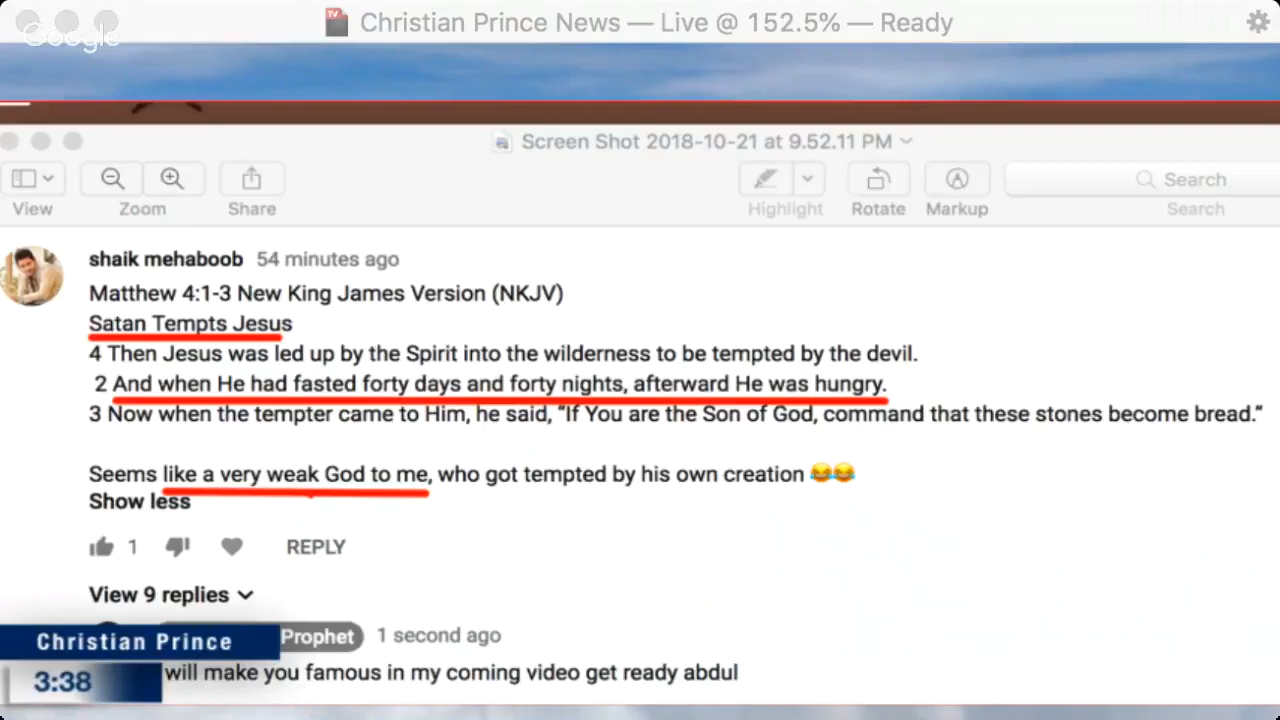 Google
TV
Christian Prince News — Live @ 152.5% — Ready
Screen Shot 2018-10-21 at 9.52.11 PM
Search
View
Zoom
Share
Highlight
Rotate
Markup
Search
shaik mehaboob 54 minutes ago
Matthew 4:1-3 New King James Version (NKJV)
Satan Tempts Jesus
4 Then Jesus was led up by the Spirit into the wilderness to be tempted by the devil.
2 And when He had fasted forty days and forty nights, afterward He was hungry.
3 Now when the tempter came to Him, he said, “If You are the Son of God, command that these stones become bread.”
Seems like a very weak God to me, who got tempted by his own creation 😂😂
Show less
1 REPLY
View 9 replies
Christian Prince
Prophet 1 second ago
3:38
will make you famous in my coming video get ready abdul